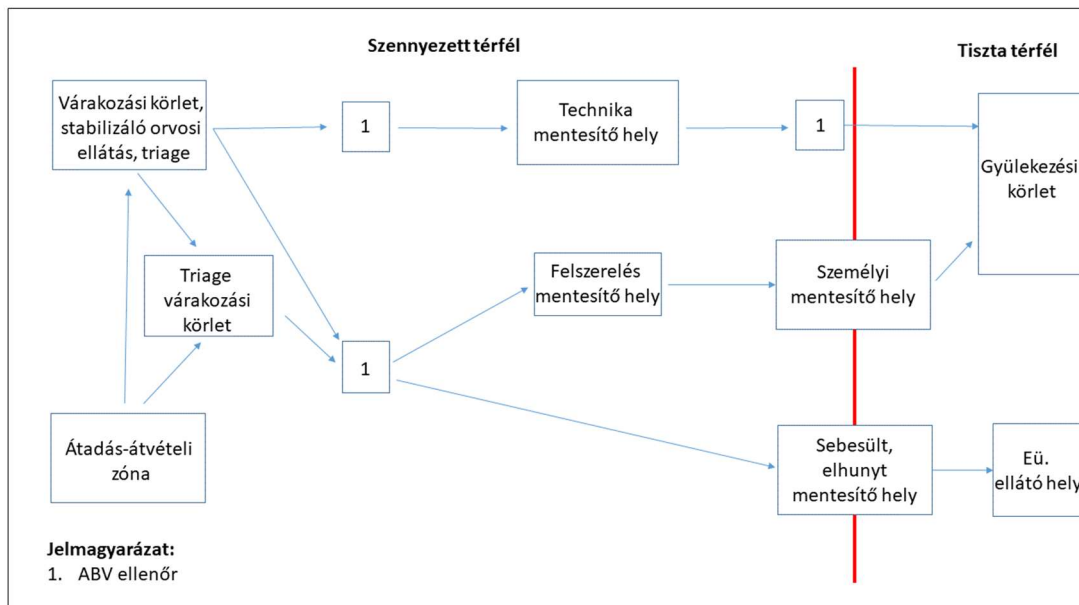 Szennyezett térfél
Tiszta térfél
Várakozási körlet,
stabilizáló orvosi
ellátás, triage
1
Technika
mentesítő hely
1
Gyülekezési
körlet
Triage
várakozási
körlet
Felszerelés
mentesítő hely
Személyi
mentesítő hely
1
Átadás-átvételi
zóna
Sebesült,
elhunyt
mentesítő hely
Eü.
ellátó hely
Jelmagyarázat:
1. ABV ellenőr